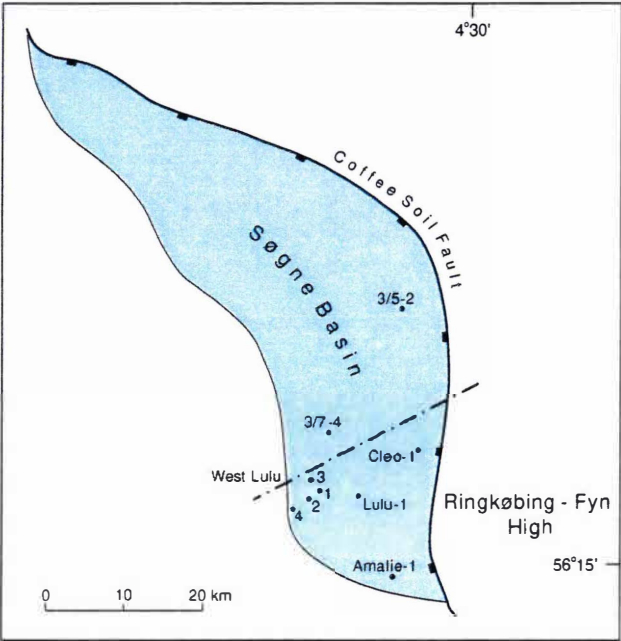 4°30'
Coffee Soil Fault
Søgne Basin
3/5-2
3/7-4
Cleo-1
West Lulu
3
1
2
4
Lulu-1
Ringkøbing - Fyn
High
Amalie-1
56°15'
0 10 20 km